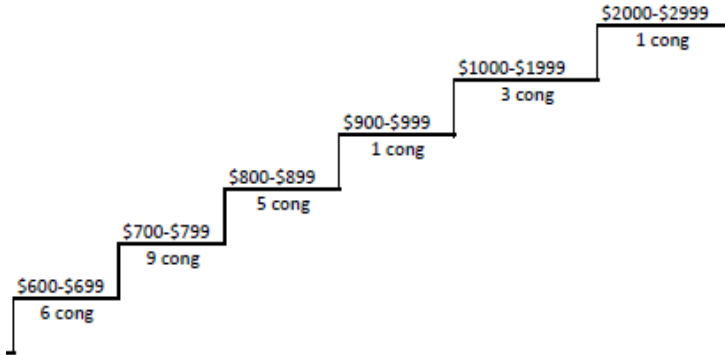 $2000-$2999
1 cong
$1000-$1999
3 cong
$900-$999
1 cong
$800-$899
5 cong
$700-$799
9 cong
$600-$699
6 cong